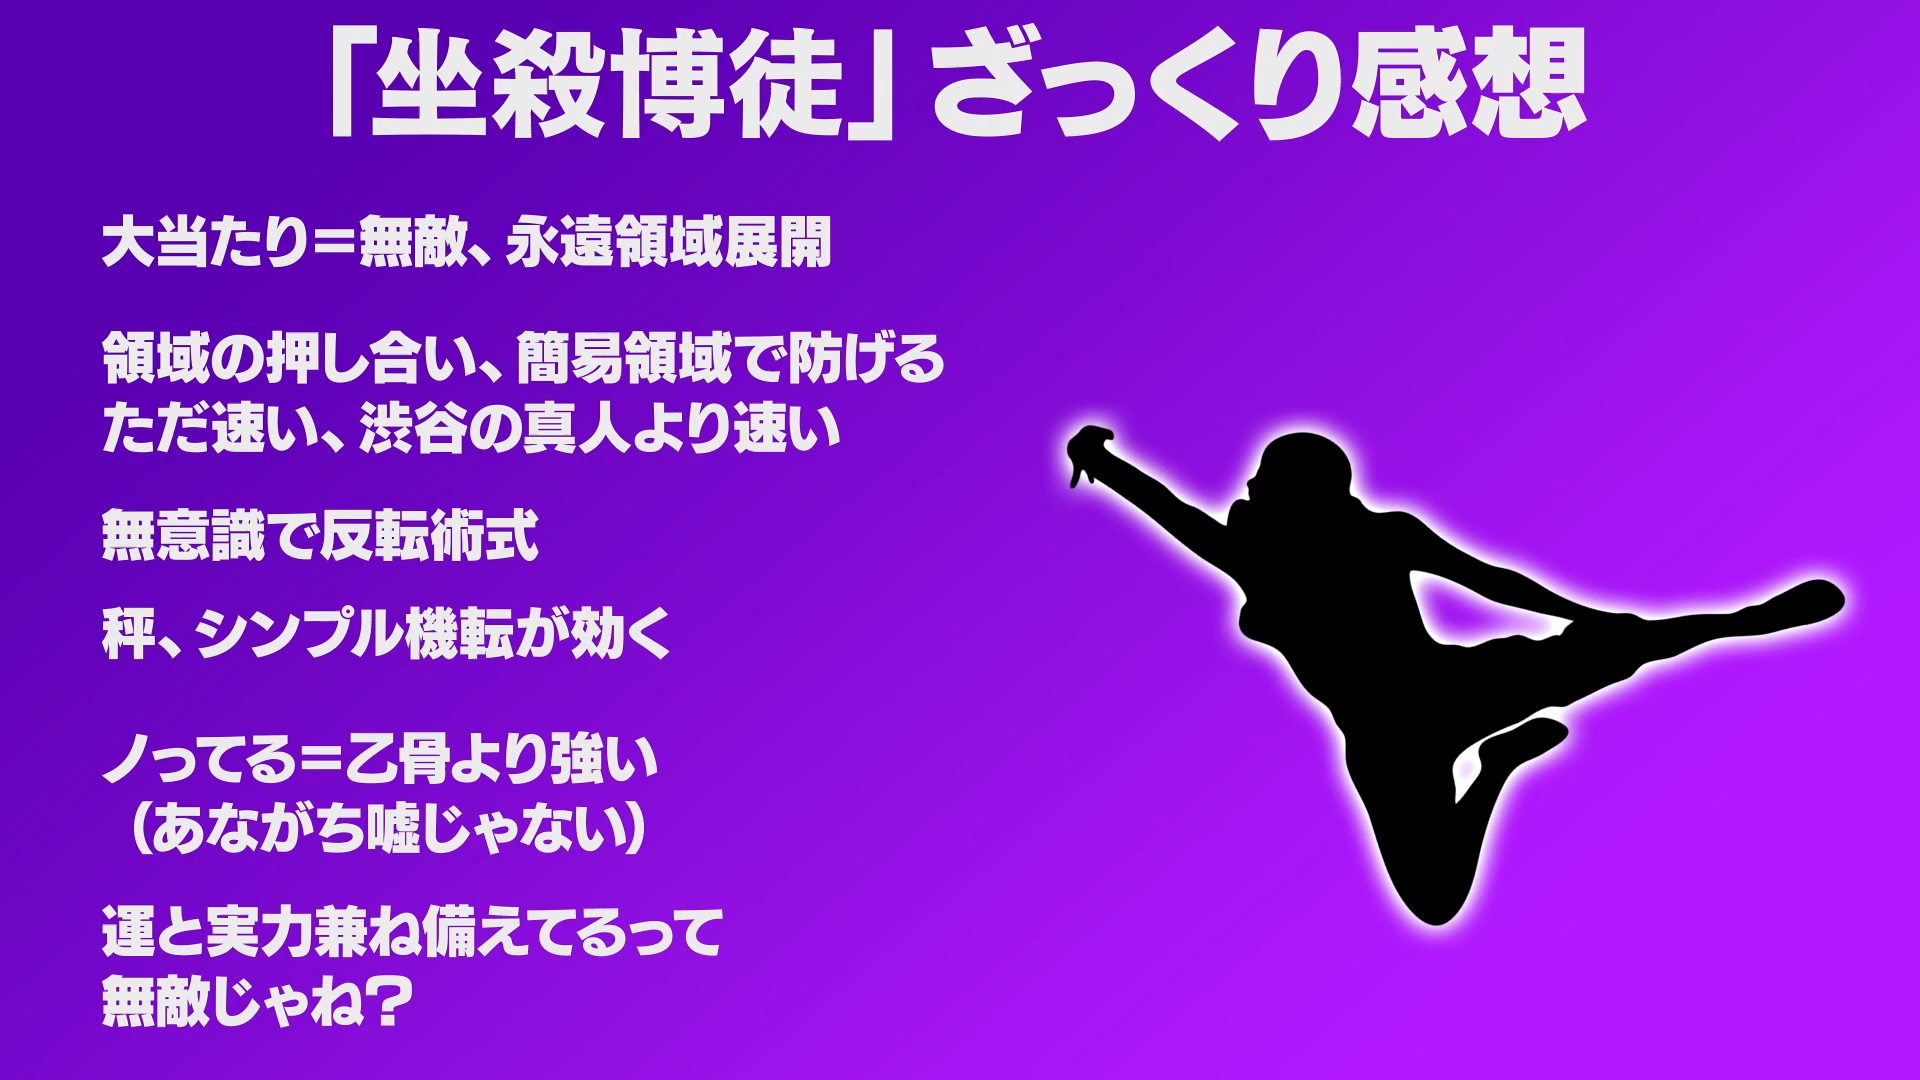 「坐殺博徒」ざっくり感想
大当たり＝無敵、永遠領域展開
領域の押し合い、簡易領域で防げる
ただ速い、渋谷の真人より速い
無意識で反転術式
秤、シンプル機転が効く
ノってる＝乙骨より強い
（あながち嘘じゃない）
運と実力兼ね備えてるって
無敵じゃね？